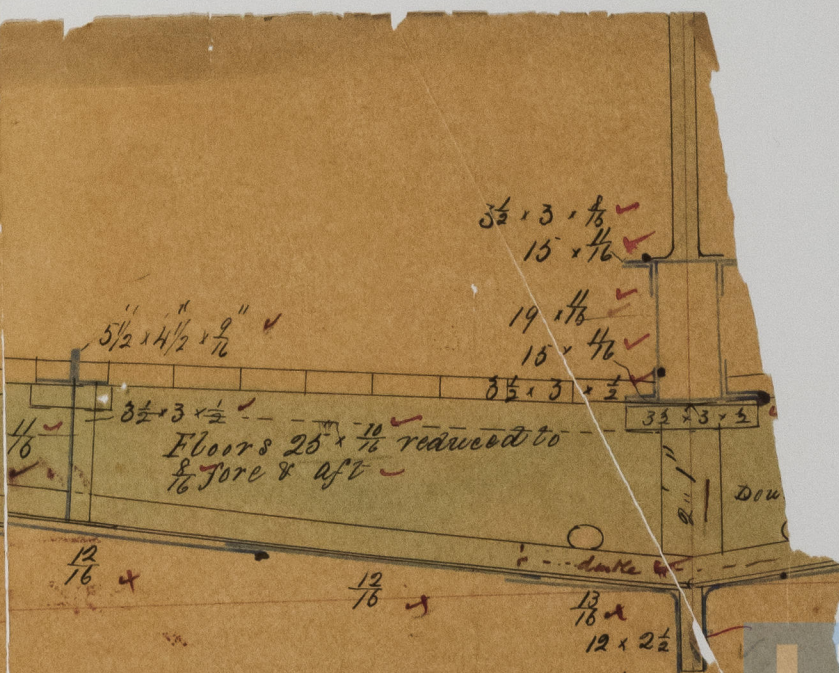 3½ × 3 × 8/16
15 × 11/16
19 × 11/16
5½" × 4½" × 9/16"
15 × 11/16
3½ × 3 × ½
3½ × 3 × ½
3½ × 3 × ½
11/16
Floors 25" × 10/16 reduced to
8/16 fore & aft
2'-1"
Dou
12/16
12/16
13/16
12 × 2½